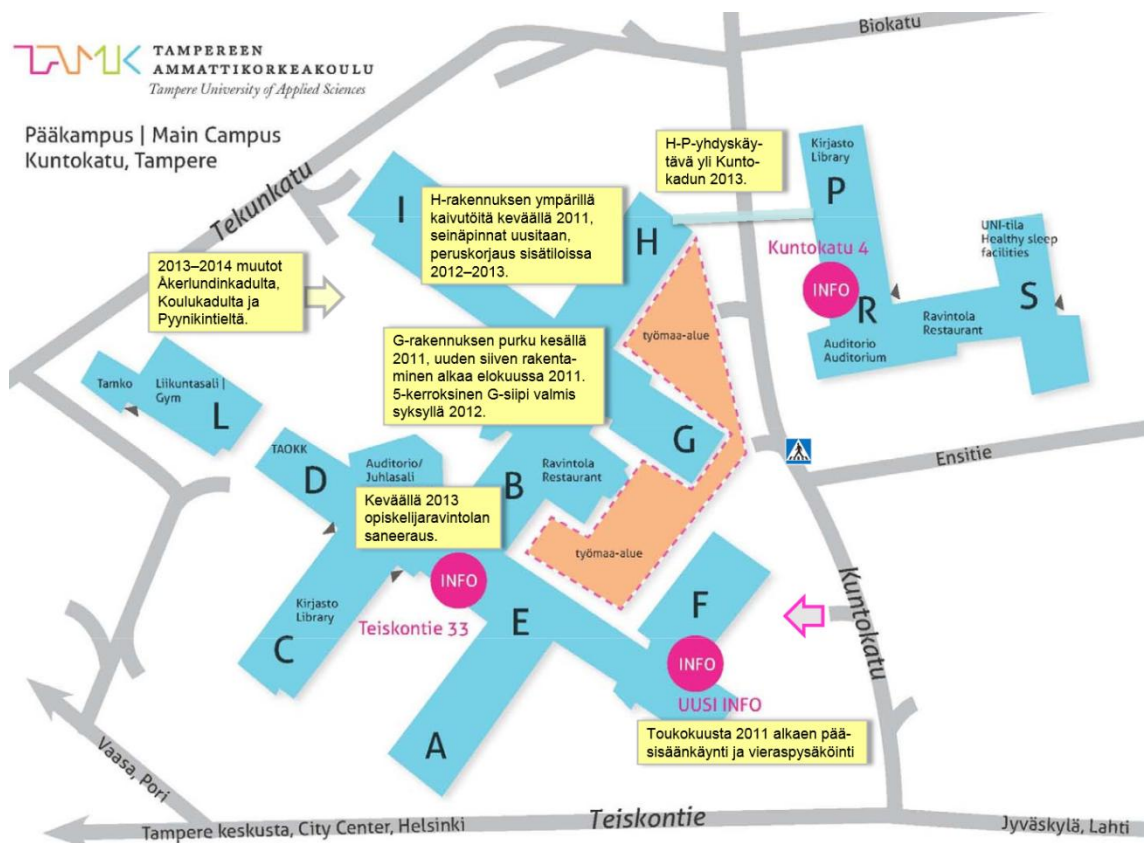 TAMK
TAMPEREEN
AMMATTIKORKEAKOULU
Tampere University of Applied Sciences
Pääkampus | Main Campus
Kuntokatu, Tampere
Biokatu
Tekunkatu
H-P-yhdyskäy-
tävä yli Kunto-
kadun 2013.
Kirjasto
Library
P
I
H-rakennuksen ympärillä
kaivutöitä keväällä 2011,
seinäpinnat uusitaan,
peruskorjaus sisätiloissa
2012–2013.
H
Kuntokatu 4
INFO
R
UNI-tila
Healthy sleep
facilities
S
Ravintola
Restaurant
Auditorio
Auditorium
2013–2014 muutot
Åkerlundinkadulta,
Koulukadulta ja
Pyynikintieltä.
työmaa-alue
G-rakennuksen purku kesällä
2011, uuden siiven rakenta-
minen alkaa elokuussa 2011.
5-kerroksinen G-siipi valmis
syksyllä 2012.
Tamko
Liikuntasali |
Gym
L
G
TAOKK
D
Auditorio/
Juhlasali
B
Ravintola
Restaurant
Ensitie
Keväällä 2013
opiskelijaravintolan
saneeraus.
työmaa-alue
INFO
Teiskontie 33
Kirjasto
Library
C
E
F
Kuntokatu
INFO
UUSI INFO
A
Toukokuusta 2011 alkaen pää-
sisäänkäynti ja vieraspysäköinti
Vaasa, Pori
Tampere keskusta, City Center, Helsinki
Teiskontie
Jyväskylä, Lahti